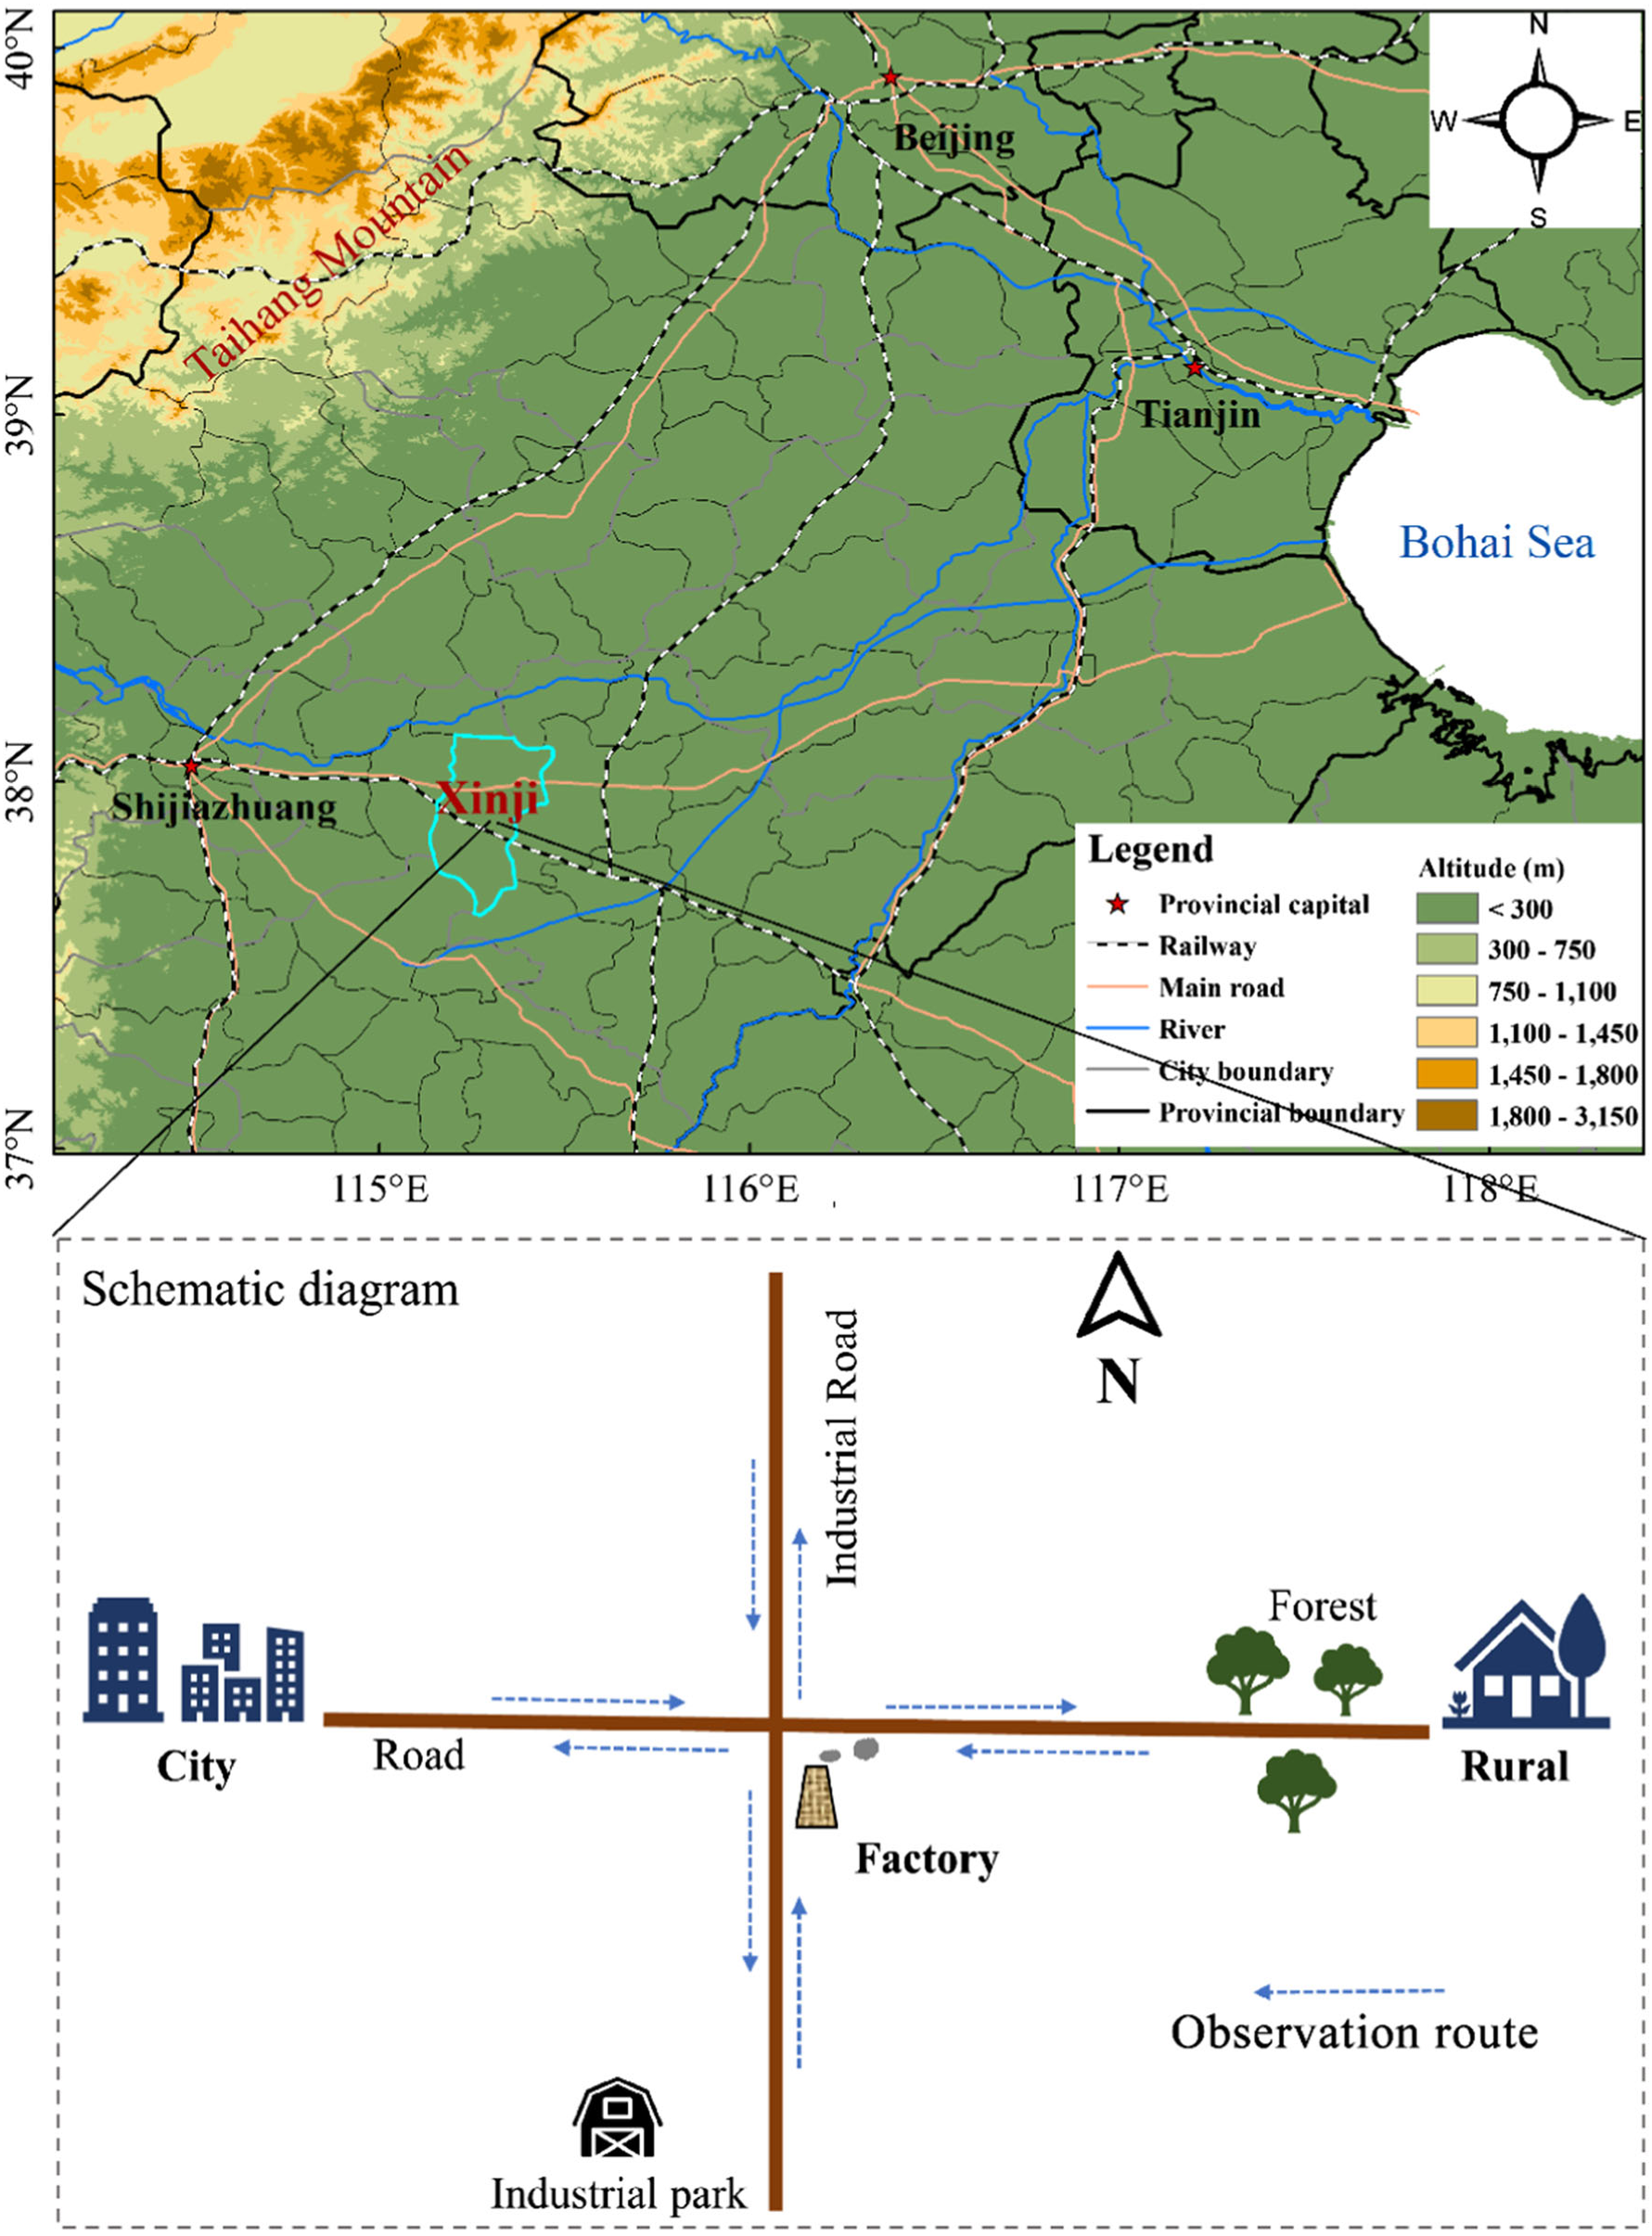 N
W
E
S
40°N
39°N
38°N
37°N
Beijing
Taihang Mountain
Tianjin
Bohai Sea
Shijiazhuang
Xinji
Legend
Provincial capital
Railway
Main road
River
City boundary
Provincial boundary
Altitude (m)
< 300
300 - 750
750 - 1,100
1,100 - 1,450
1,450 - 1,800
1,800 - 3,150
115°E
116°E
117°E
118°E
Schematic diagram
N
Industrial Road
Forest
City
Road
Rural
Factory
Observation route
Industrial park